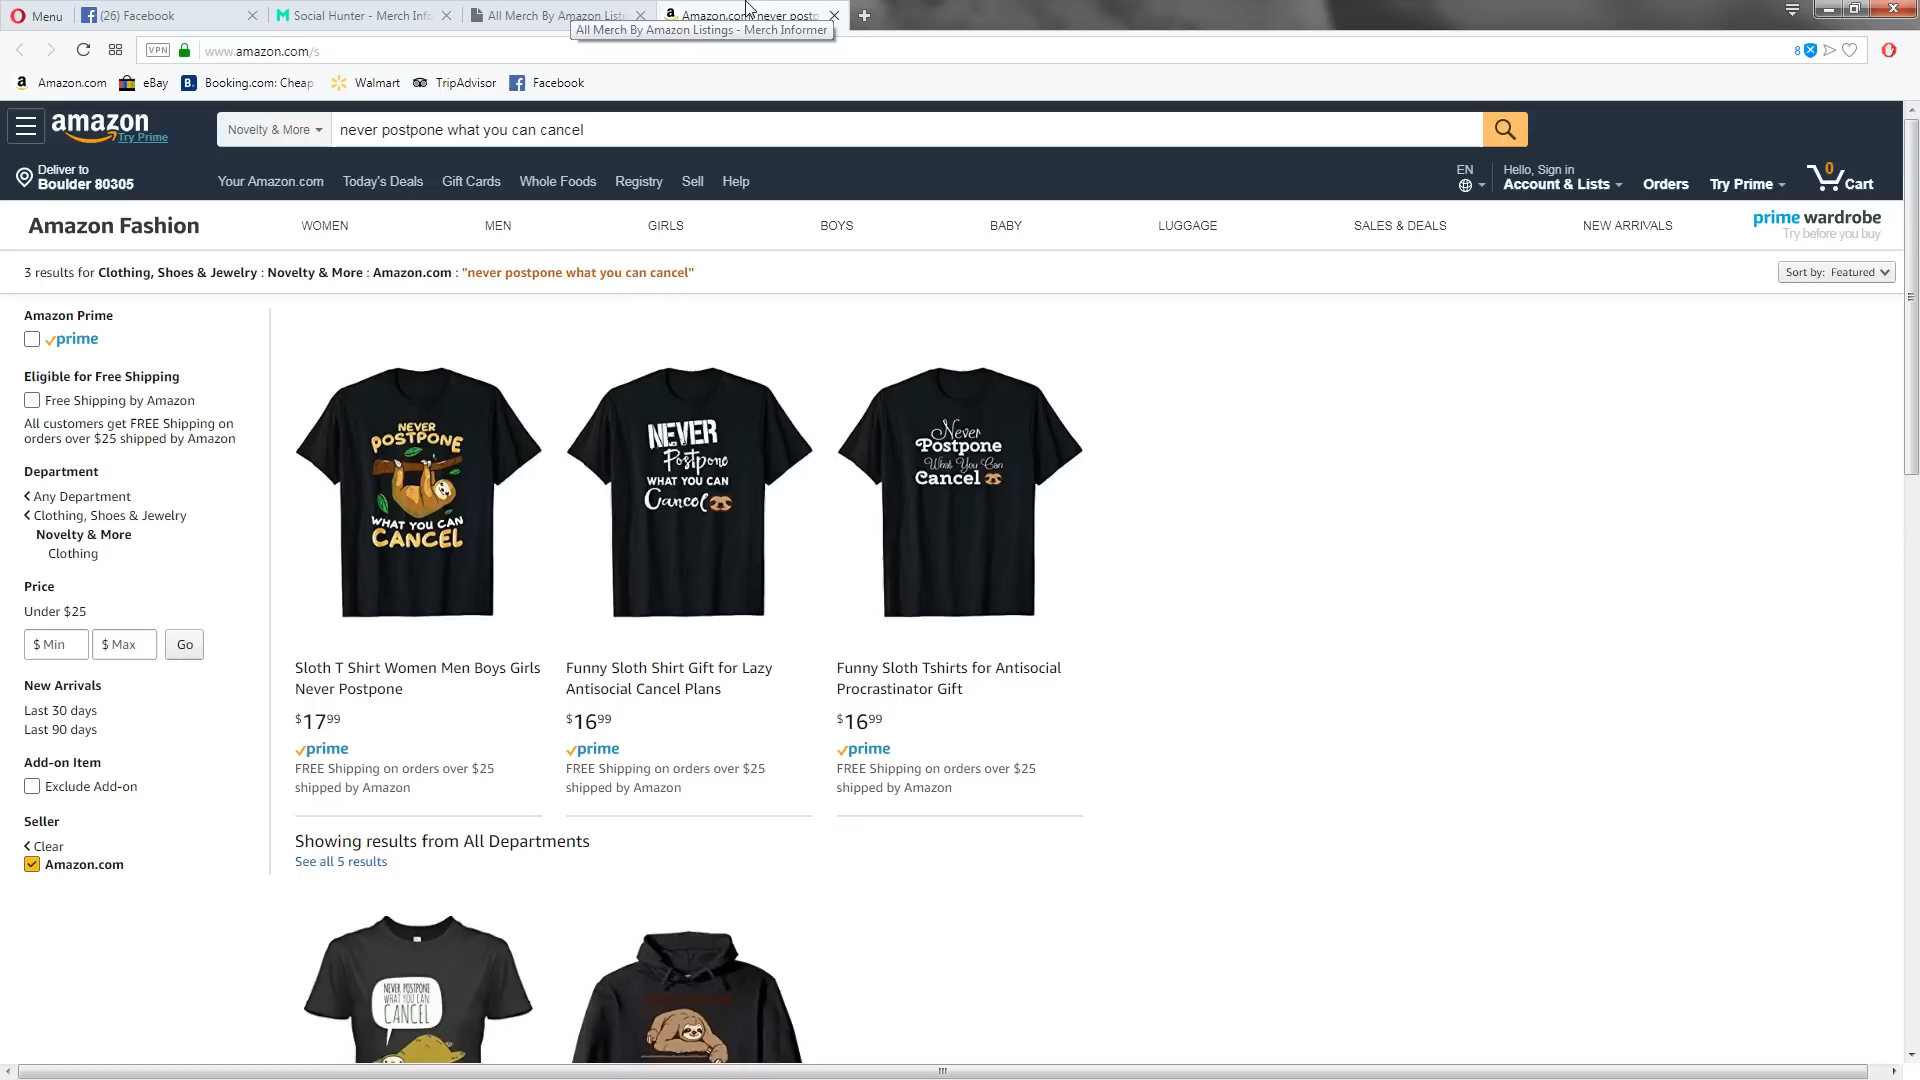 Menu
(26) Facebook
Social Hunter - Merch Info
All Merch By Amazon Listi
Amazon.com: never postp
All Merch By Amazon Listings - Merch Informer
VPN
www.amazon.com/s
8
Amazon.com
eBay
Booking.com: Cheap
Walmart
TripAdvisor
Facebook
amazon
Try Prime
Novelty & More
never postpone what you can cancel
Deliver to
Boulder 80305
Your Amazon.com
Today's Deals
Gift Cards
Whole Foods
Registry
Sell
Help
EN
Hello, Sign in
Account & Lists
Orders
Try Prime
0
Cart
Amazon Fashion
WOMEN
MEN
GIRLS
BOYS
BABY
LUGGAGE
SALES & DEALS
NEW ARRIVALS
prime wardrobe
Try before you buy
3 results for Clothing, Shoes & Jewelry : Novelty & More : Amazon.com : "never postpone what you can cancel"
Sort by: Featured
Amazon Prime
prime
Eligible for Free Shipping
Free Shipping by Amazon
All customers get FREE Shipping on
orders over $25 shipped by Amazon
Department
Any Department
Clothing, Shoes & Jewelry
Novelty & More
Clothing
Price
Under $25
$ Min
$ Max
Go
New Arrivals
Last 30 days
Last 90 days
Add-on Item
Exclude Add-on
Seller
Clear
Amazon.com
NEVER
POSTPONE
WHAT YOU CAN
CANCEL
Sloth T Shirt Women Men Boys Girls
Never Postpone
$17.99
prime
FREE Shipping on orders over $25
shipped by Amazon
NEVER
Postpone
WHAT YOU CAN
Cancel
Funny Sloth Shirt Gift for Lazy
Antisocial Cancel Plans
$16.99
prime
FREE Shipping on orders over $25
shipped by Amazon
Never
Postpone
What You Can
Cancel
Funny Sloth Tshirts for Antisocial
Procrastinator Gift
$16.99
prime
FREE Shipping on orders over $25
shipped by Amazon
Showing results from All Departments
See all 5 results
NEVER POSTPONE
WHAT YOU CAN
CANCEL